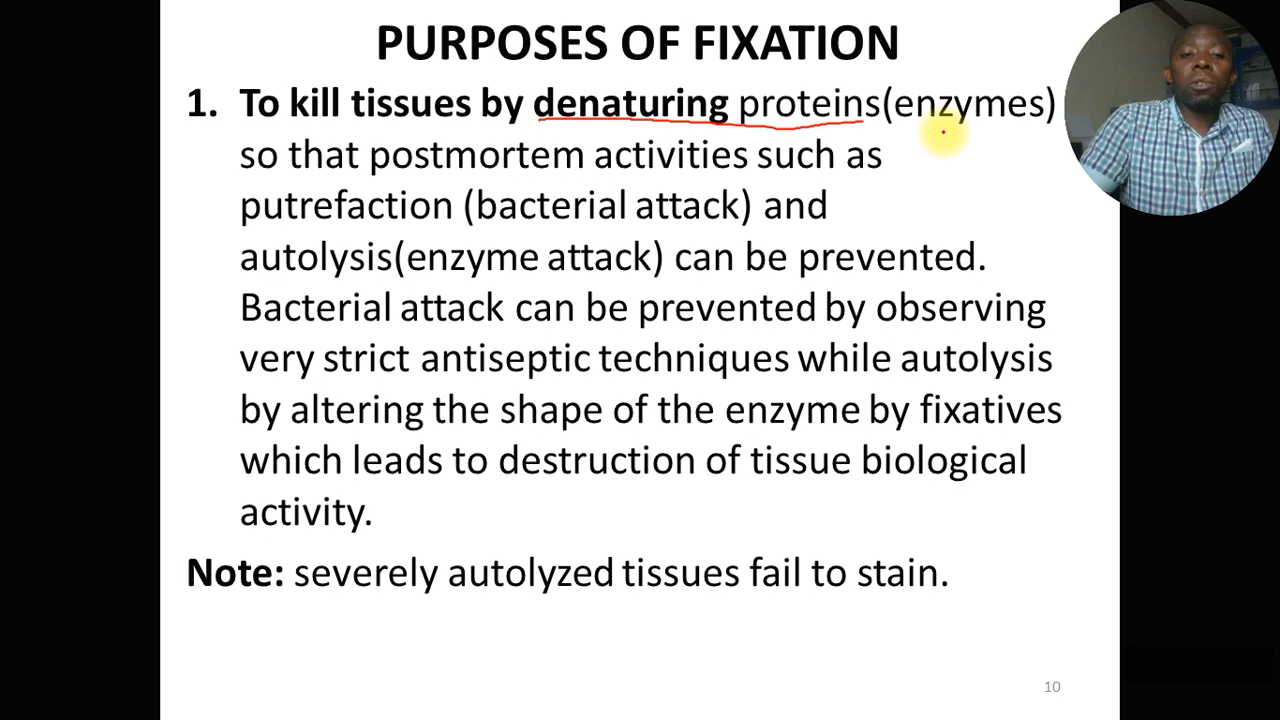 PURPOSES OF FIXATION
1. To kill tissues by denaturing proteins(enzymes)
so that postmortem activities such as
putrefaction (bacterial attack) and
autolysis(enzyme attack) can be prevented.
Bacterial attack can be prevented by observing
very strict antiseptic techniques while autolysis
by altering the shape of the enzyme by fixatives
which leads to destruction of tissue biological
activity.
Note: severely autolyzed tissues fail to stain.
10